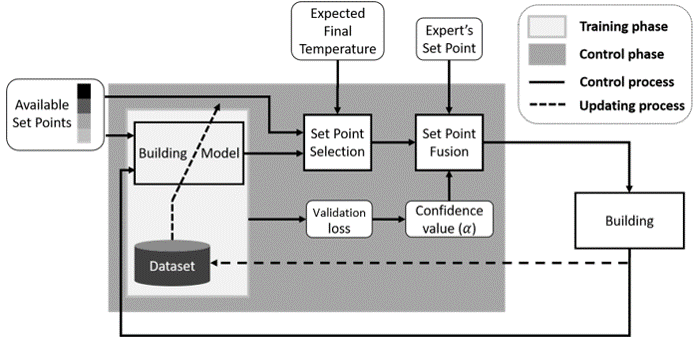 Expected
Final
Temperature
Expert's
Set Point
Training phase
Control phase
Control process
Updating process
Available
Set Points
Building Model
Set Point
Selection
Set Point
Fusion
Validation
loss
Confidence
value (α)
Building
Dataset